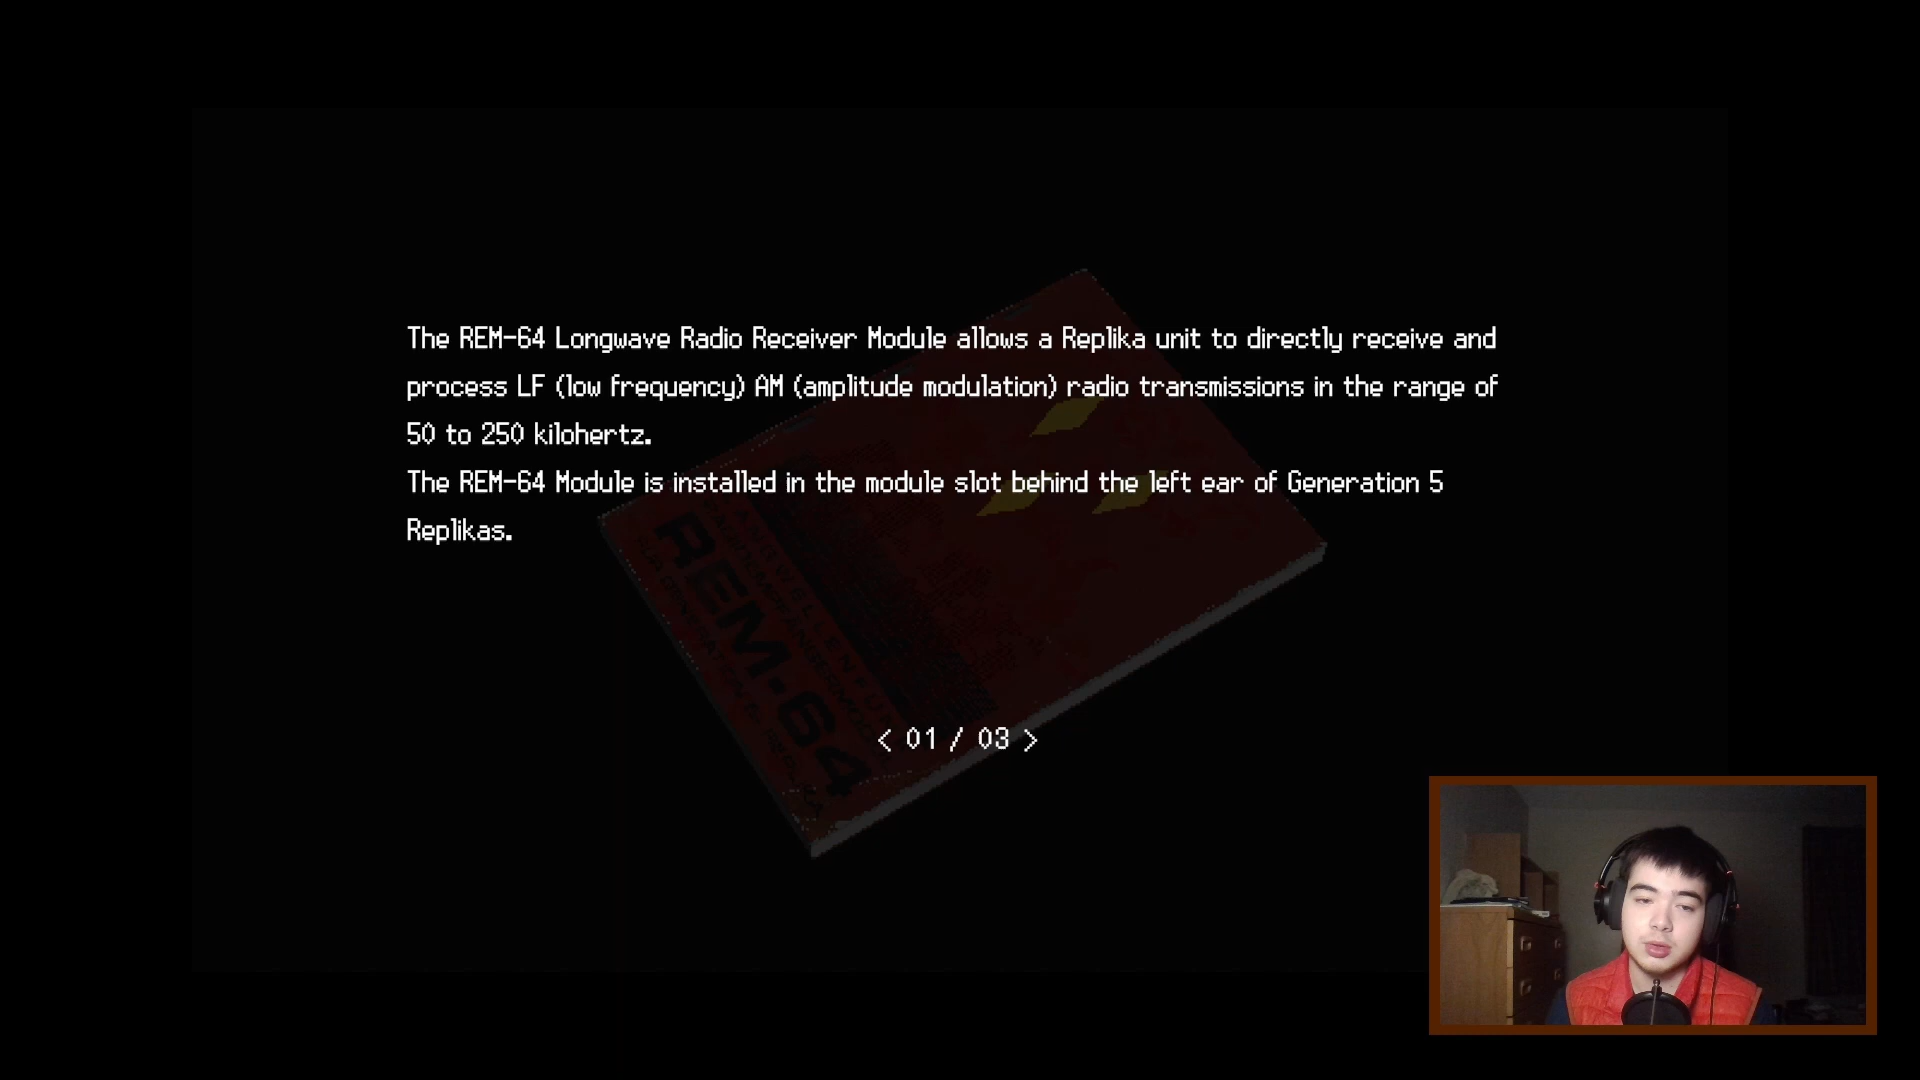 The REM-64 Longwave Radio Receiver Module allows a Replika unit to directly receive and
process LF (low frequency) AM (amplitude modulation) radio transmissions in the range of
50 to 250 kilohertz.
The REM-64 Module is installed in the module slot behind the left ear of Generation 5
Replikas.
REM-64
< 01 / 03 >